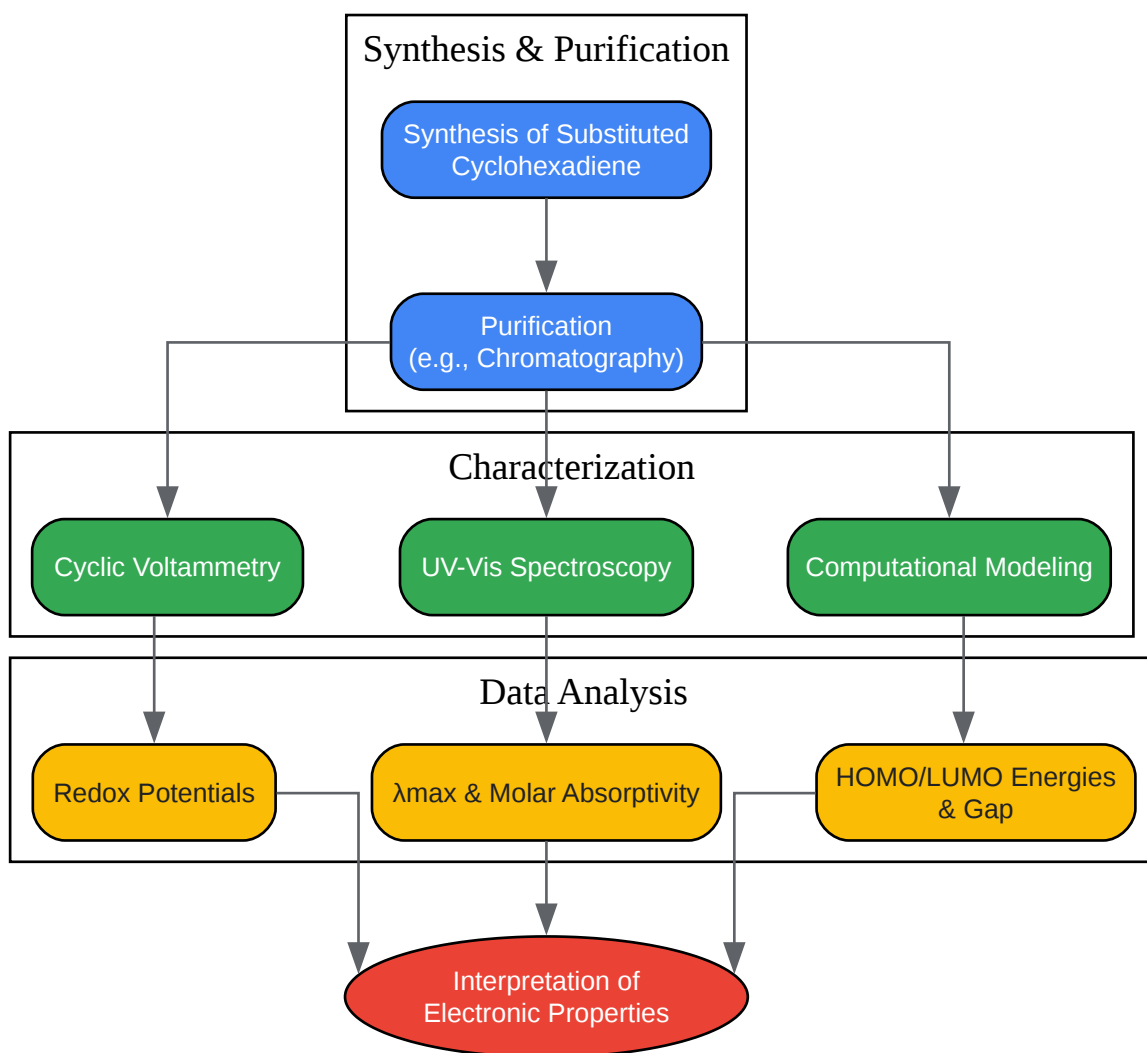 Synthesis & Purification
Synthesis of Substituted
Cyclohexadiene
Purification
(e.g., Chromatography)
Characterization
Cyclic Voltammetry
UV-Vis Spectroscopy
Computational Modeling
Data Analysis
Redox Potentials
λmax & Molar Absorptivity
HOMO/LUMO Energies
& Gap
Interpretation of
Electronic Properties